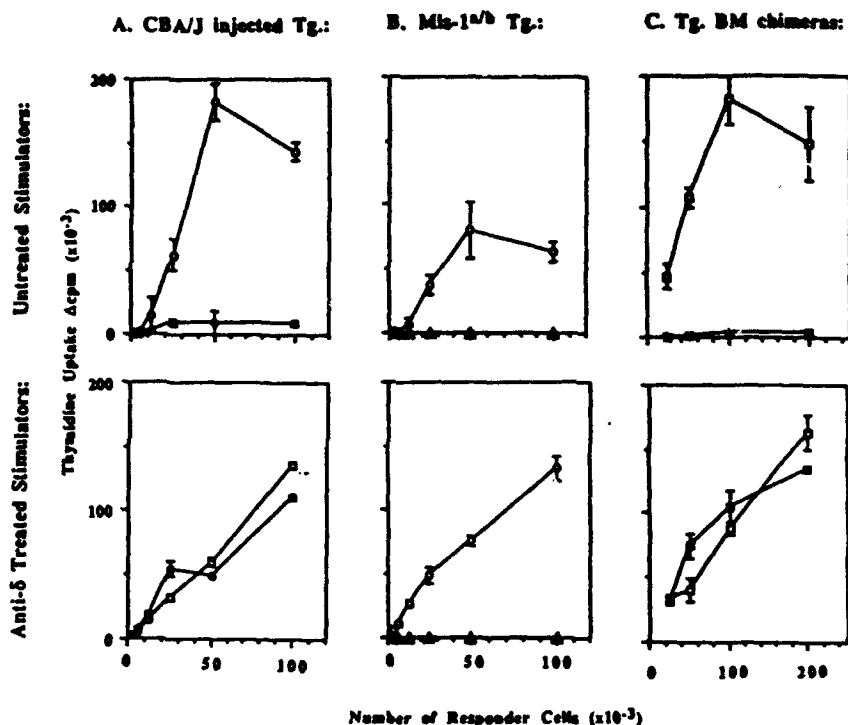 A. CBA/J injected Tg.:
B. Mls-1a/b Tg.:
C. Tg. BM chimeras:
Untreated Stimulators:
Anti-δ Treated Stimulators:
Thymidine Uptake Δcpm (x10-3)
200
100
0
200
100
0
0 50 100
0 50 100
0 100 200
Number of Responder Cells (x10-3)